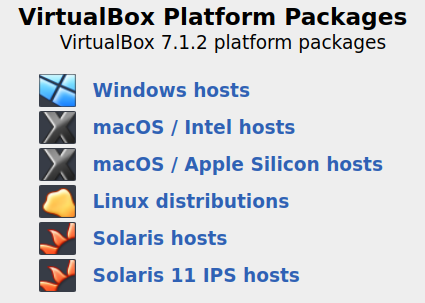 VirtualBox Platform Packages
VirtualBox 7.1.2 platform packages
Windows hosts
macOS / Intel hosts
macOS / Apple Silicon hosts
Linux distributions
Solaris hosts
Solaris 11 IPS hosts